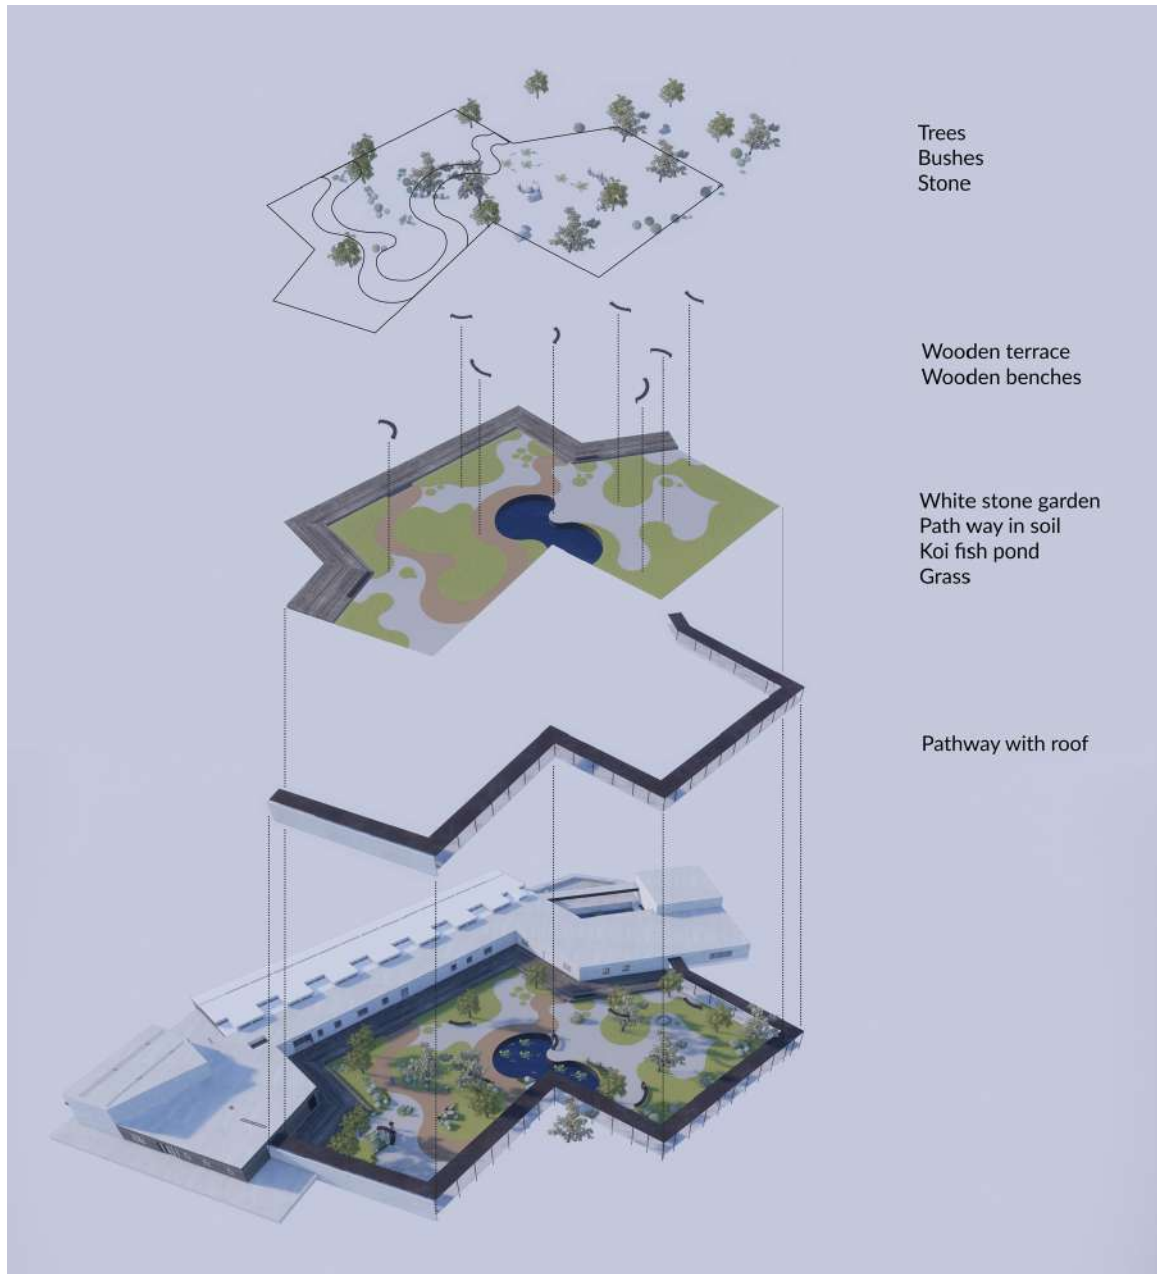 Trees
Bushes
Stone
Wooden terrace
Wooden benches
White stone garden
Path way in soil
Koi fish pond
Grass
Pathway with roof